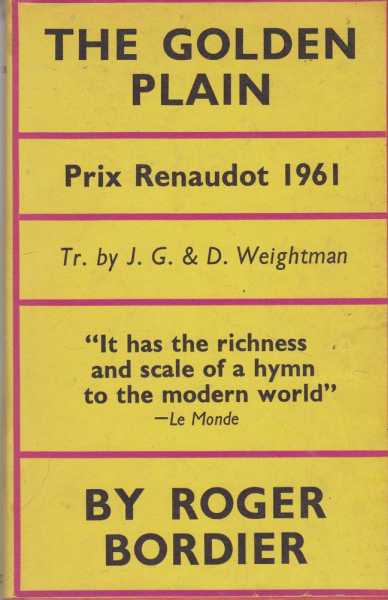 THE GOLDEN
PLAIN
Prix Renaudot 1961
Tr. by J. G. & D. Weightman
“It has the richness
and scale of a hymn
to the modern world”
—Le Monde
BY ROGER
BORDIER